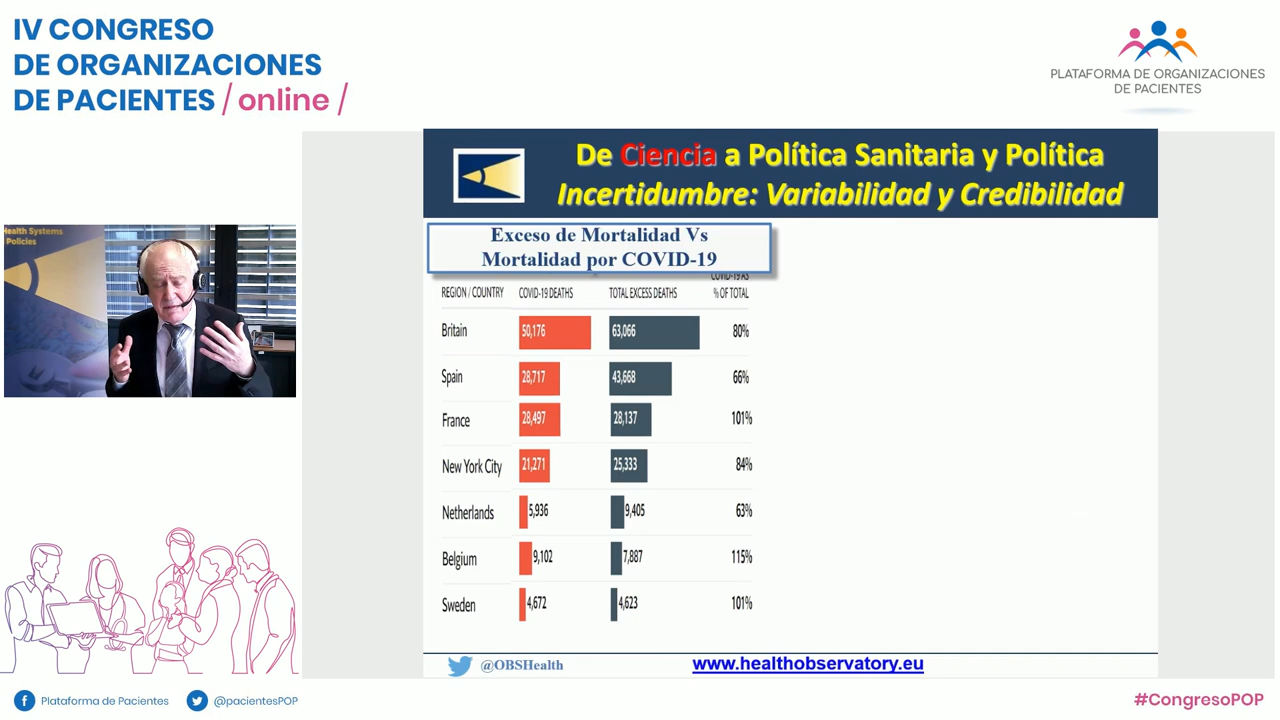 IV CONGRESO
DE ORGANIZACIONES
DE PACIENTES / online /
PLATAFORMA DE ORGANIZACIONES
DE PACIENTES
De Ciencia a Política Sanitaria y Política
Incertidumbre: Variabilidad y Credibilidad
Health Systems
Policies
Exceso de Mortalidad Vs
Mortalidad por COVID-19
COVID-19 AS
REGION / COUNTRY COVID-19 DEATHS TOTAL EXCESS DEATHS % OF TOTAL
Britain 50,176 63,066 80%
Spain 28,717 43,668 66%
France 28,497 28,137 101%
New York City 21,271 25,333 84%
Netherlands 5,936 9,405 63%
Belgium 9,102 7,887 115%
Sweden 4,672 4,623 101%
@OBSHealth www.healthobservatory.eu
Plataforma de Pacientes @pacientesPOP #CongresoPOP